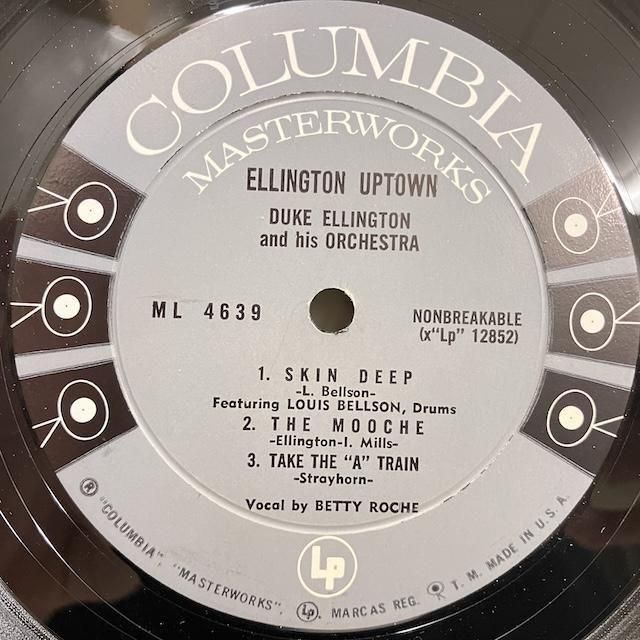 COLUMBIA
MASTERWORKS
ELLINGTON UPTOWN
DUKE ELLINGTON
and his ORCHESTRA
ML 4639
NONBREAKABLE
(x"Lp" 12852)
1. SKIN DEEP
-L. Bellson-
Featuring LOUIS BELLSON, Drums
2. THE MOOCHE
-Ellington-I. Mills-
3. TAKE THE "A" TRAIN
-Strayhorn-
Vocal by BETTY ROCHE
Lp
® "COLUMBIA", "MASTERWORKS", Lp. MARCAS REG. ® T. M. MADE IN U.S.A.